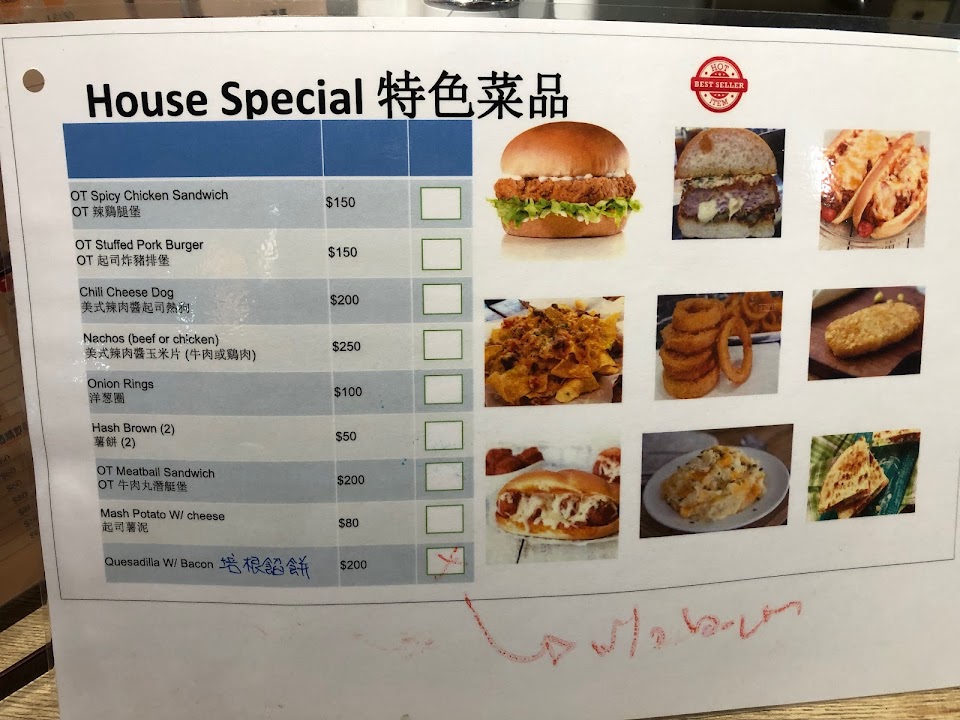 House Special 特色菜品
HOT
BEST SELLER
ITEM
OT Spicy Chicken Sandwich
OT 辣鷄腿堡
$150
OT Stuffed Pork Burger
OT 起司炸豬排堡
$150
Chili Cheese Dog
美式辣肉醬起司熱狗
$200
Nachos (beef or chicken)
美式辣肉醬玉米片 (牛肉或鷄肉)
$250
Onion Rings
洋葱圈
$100
Hash Brown (2)
薯餅 (2)
$50
OT Meatball Sandwich
OT 牛肉丸潛艇堡
$200
Mash Potato W/ cheese
起司薯泥
$80
Quesadilla W/ Bacon 培根餡餅
$200
w/o bacon